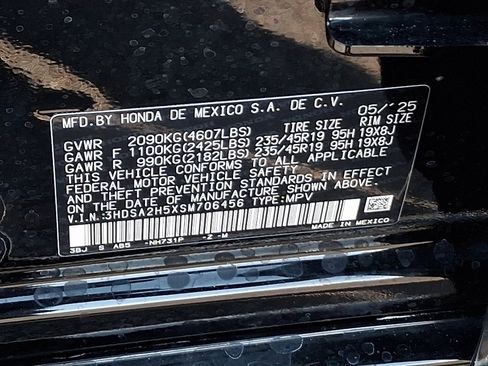 MFD.BY HONDA DE MEXICO S.A. DE C.V. 05/'25
TIRE SIZE RIM SIZE
GVWR 2090KG(4607LBS)
GAWR F 1100KG(2425LBS) 235/45R19 95H 19X8J
GAWR R 990KG(2182LBS) 235/45R19 95H 19X8J
THIS VEHICLE CONFORMS TO ALL APPLICABLE
FEDERAL MOTOR VEHICLE SAFETY
AND THEFT PREVENTION STANDARDS IN EFFECT
ON THE DATE OF MANUFACTURE SHOWN ABOVE.
V.I.N.:3HDSA2H5XSM706456 TYPE:MPV
3BJ S AB5 -NH731P -2 -M
MADE IN MEXICO